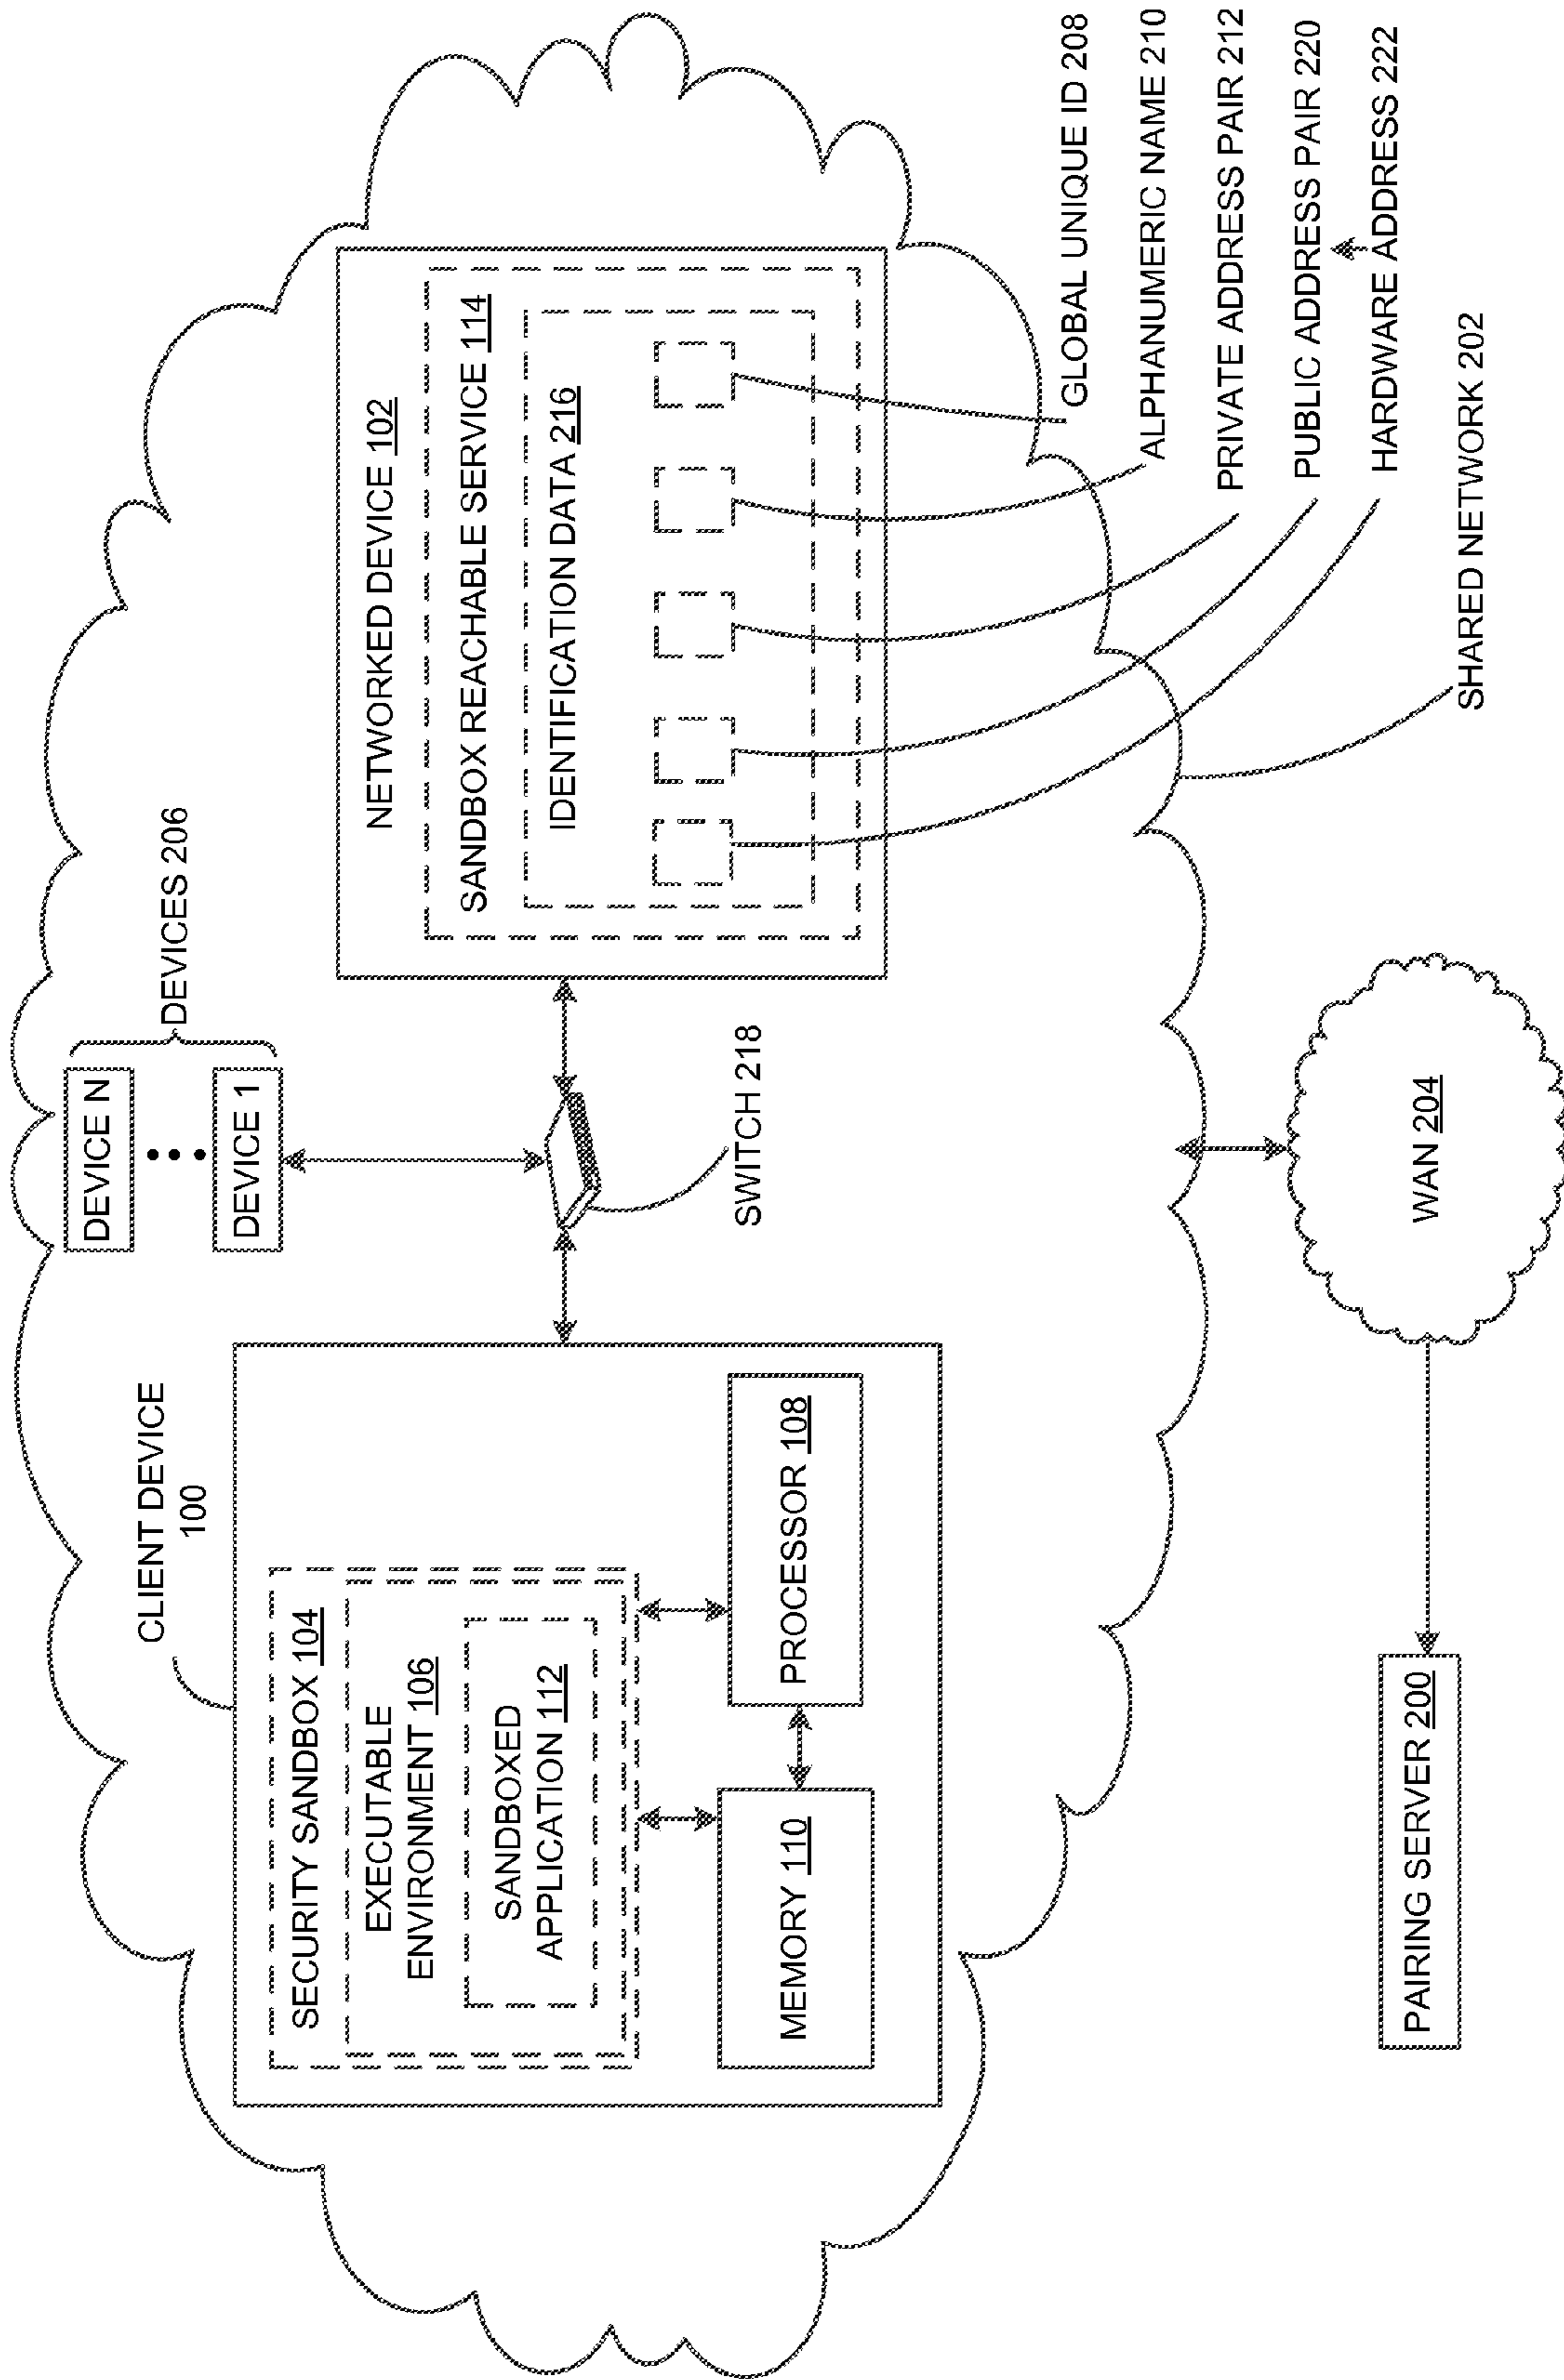 DEVICE N
DEVICE 1
DEVICES 206
CLIENT DEVICE
100
SECURITY SANDBOX 104
EXECUTABLE
ENVIRONMENT 106
SANDBOXED
APPLICATION 112
MEMORY 110
PROCESSOR 108
SWITCH 218
NETWORKED DEVICE 102
SANDBOX REACHABLE SERVICE 114
IDENTIFICATION DATA 216
GLOBAL UNIQUE ID 208
ALPHANUMERIC NAME 210
PRIVATE ADDRESS PAIR 212
PUBLIC ADDRESS PAIR 220
HARDWARE ADDRESS 222
SHARED NETWORK 202
WAN 204
PAIRING SERVER 200